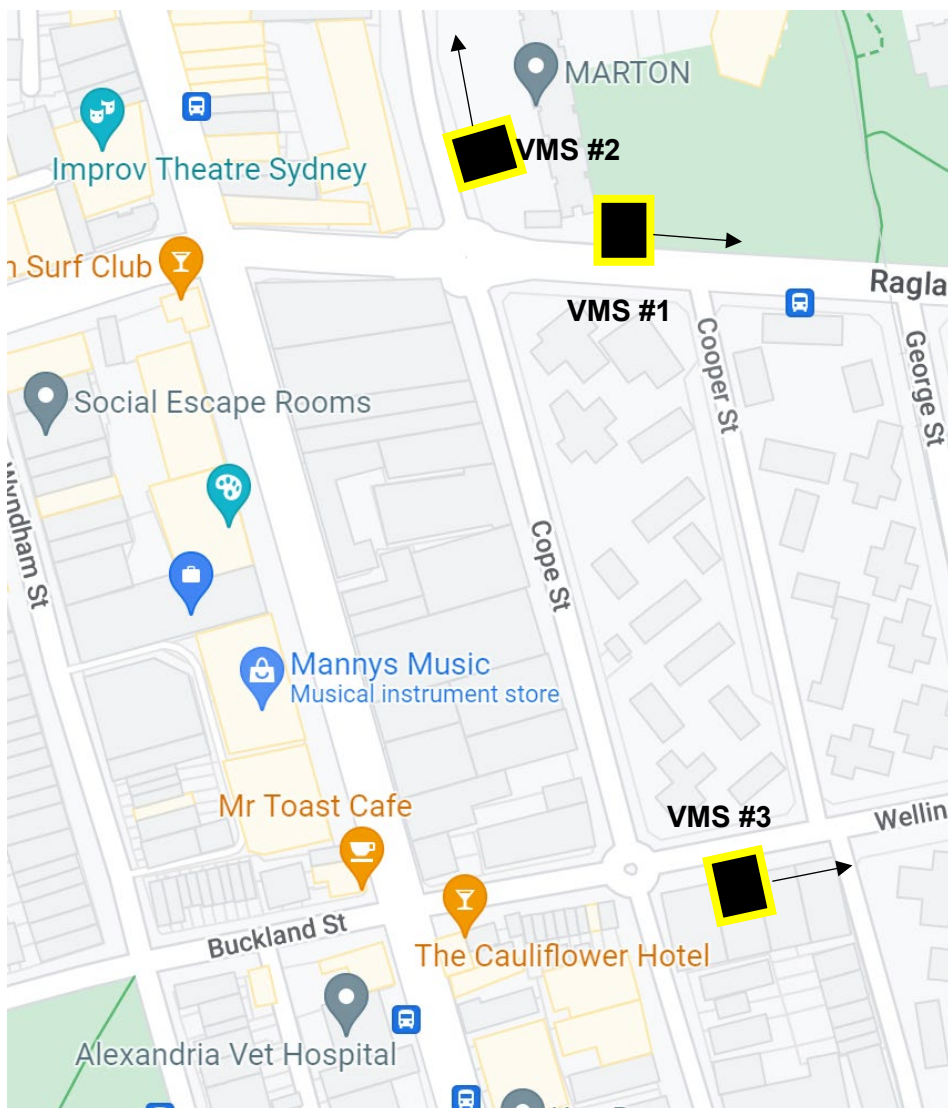 MARTON
VMS #2
Improv Theatre Sydney
n Surf Club
Ragla
VMS #1
Cooper St
George St
Social Escape Rooms
Wyndham St
Cope St
Mannys Music
Musical instrument store
Mr Toast Cafe
VMS #3
Wellin
Buckland St
The Cauliflower Hotel
Alexandria Vet Hospital